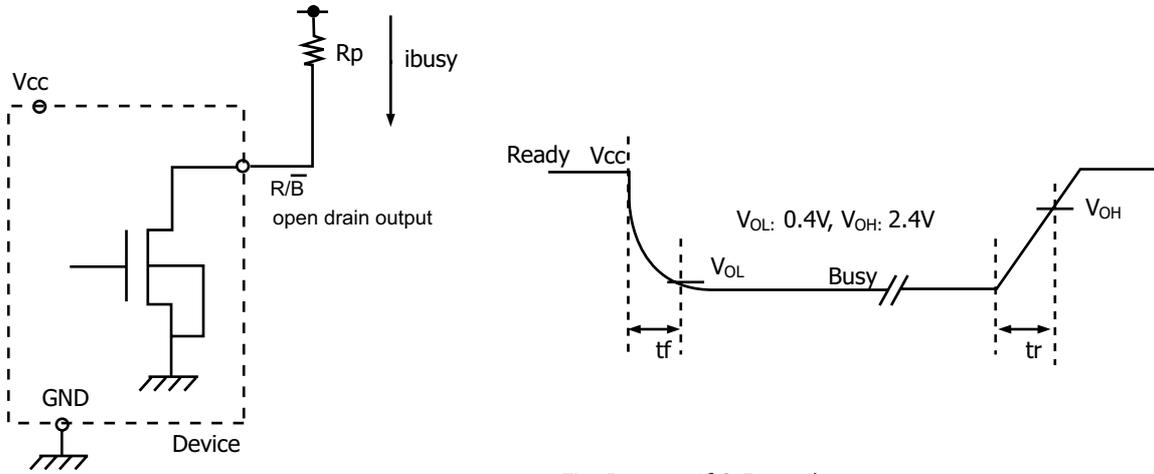 Rp
ibusy
Vcc
R/B̅
open drain output
GND
Device
Ready Vcc
VOL: 0.4V, VOH: 2.4V
VOH
VOL
Busy
tf
tr